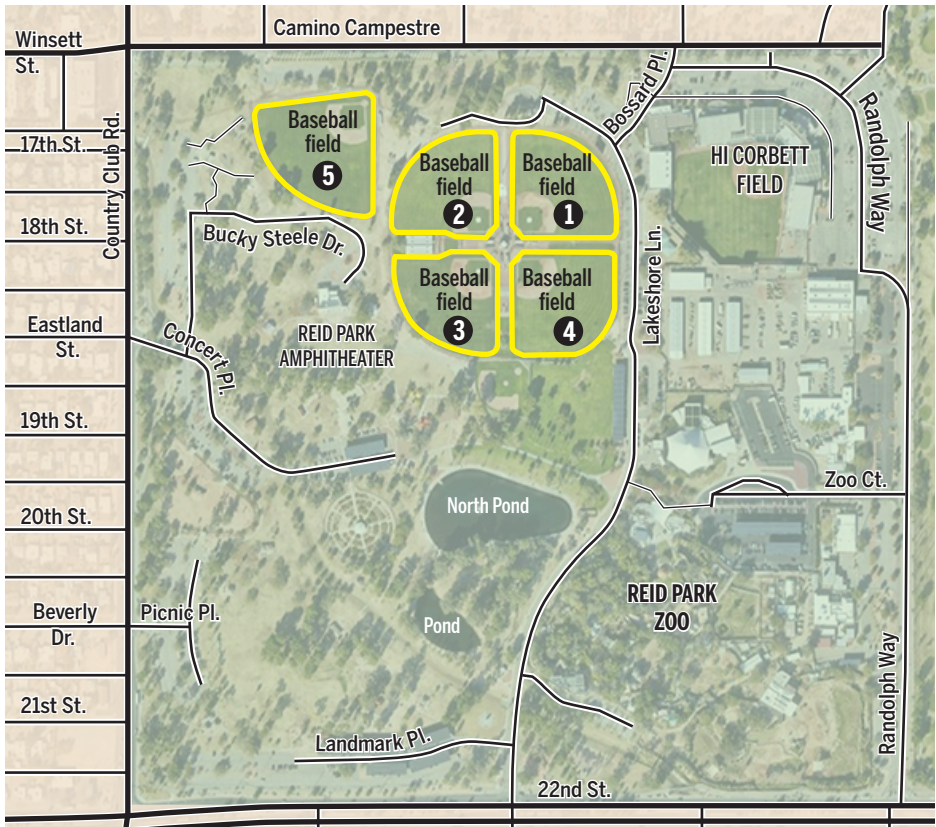 Camino Campestre
Winsett
St.
Bossard Pl.
Country Club Rd.
Randolph Way
Baseball
field
5
17th St.
Baseball
field
2
Baseball
field
1
HI CORBETT
FIELD
18th St.
Bucky Steele Dr.
Lakeshore Ln.
Baseball
field
3
Baseball
field
4
Eastland
St.
Concert Pl.
REID PARK
AMPHITHEATER
19th St.
Zoo Ct.
North Pond
20th St.
REID PARK
ZOO
Beverly
Dr.
Picnic Pl.
Pond
Randolph Way
21st St.
Landmark Pl.
22nd St.